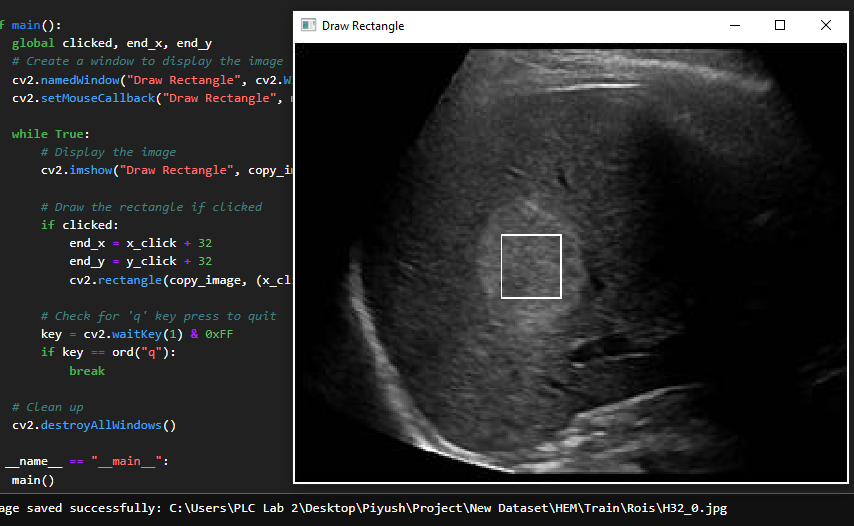 f main():
global clicked, end_x, end_y
# Create a window to display the image
cv2.namedWindow("Draw Rectangle", cv2.W
cv2.setMouseCallback("Draw Rectangle",
while True:
# Display the image
cv2.imshow("Draw Rectangle", copy_i
# Draw the rectangle if clicked
if clicked:
end_x = x_click + 32
end_y = y_click + 32
cv2.rectangle(copy_image, (x_cl
# Check for 'q' key press to quit
key = cv2.waitKey(1) & 0xFF
if key == ord("q"):
break
# Clean up
cv2.destroyAllWindows()
__name__ == "__main__":
main()
Draw Rectangle
age saved successfully: C:\Users\PLC Lab 2\Desktop\Piyush\Project\New Dataset\HEM\Train\Rois\H32_0.jpg